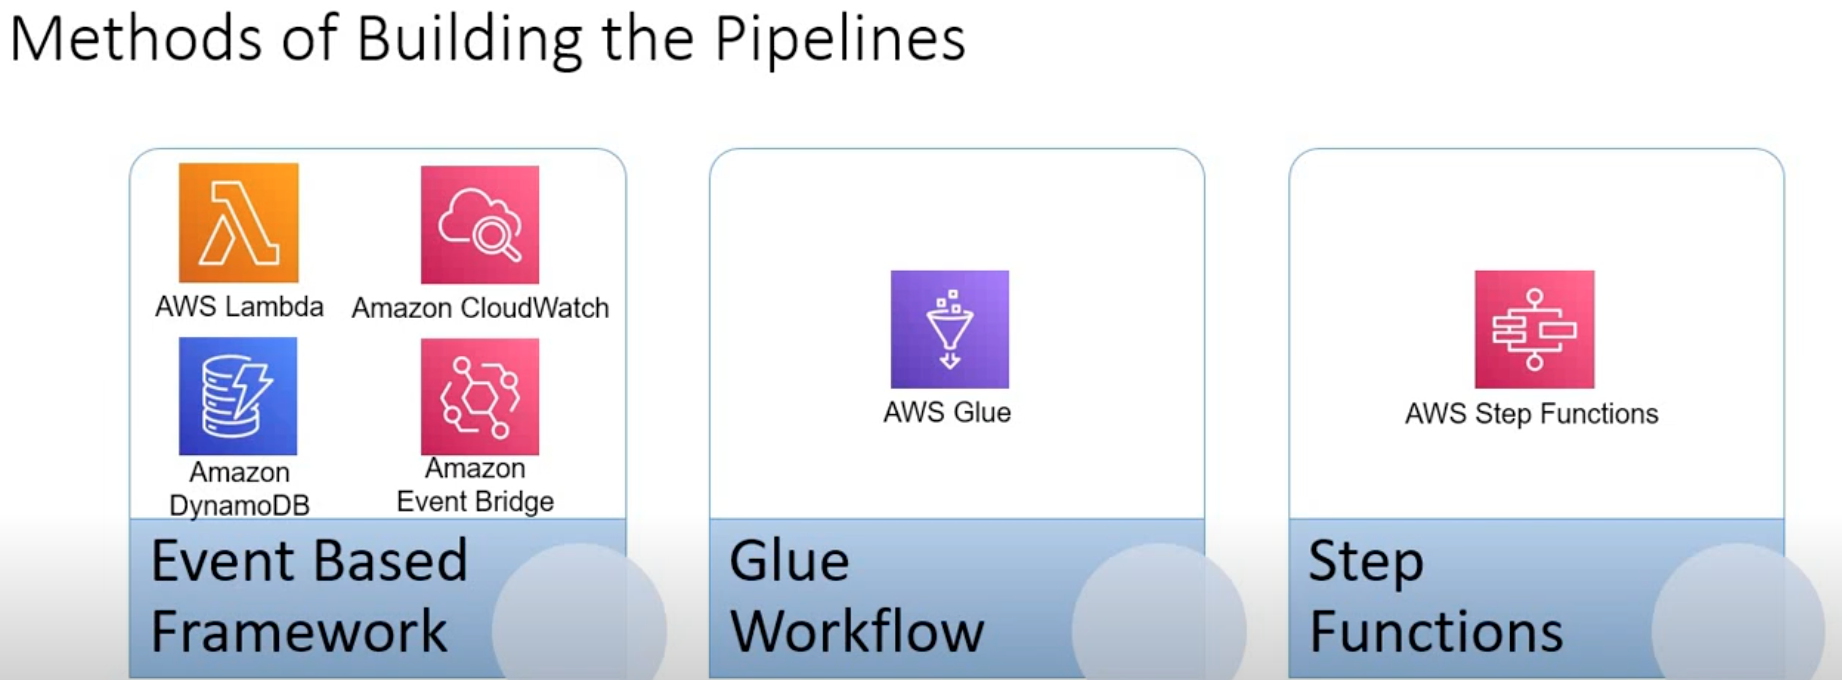 Methods of Building the Pipelines
AWS Lambda
Amazon CloudWatch
Amazon
DynamoDB
Amazon
Event Bridge
Event Based
Framework
AWS Glue
Glue
Workflow
AWS Step Functions
Step
Functions